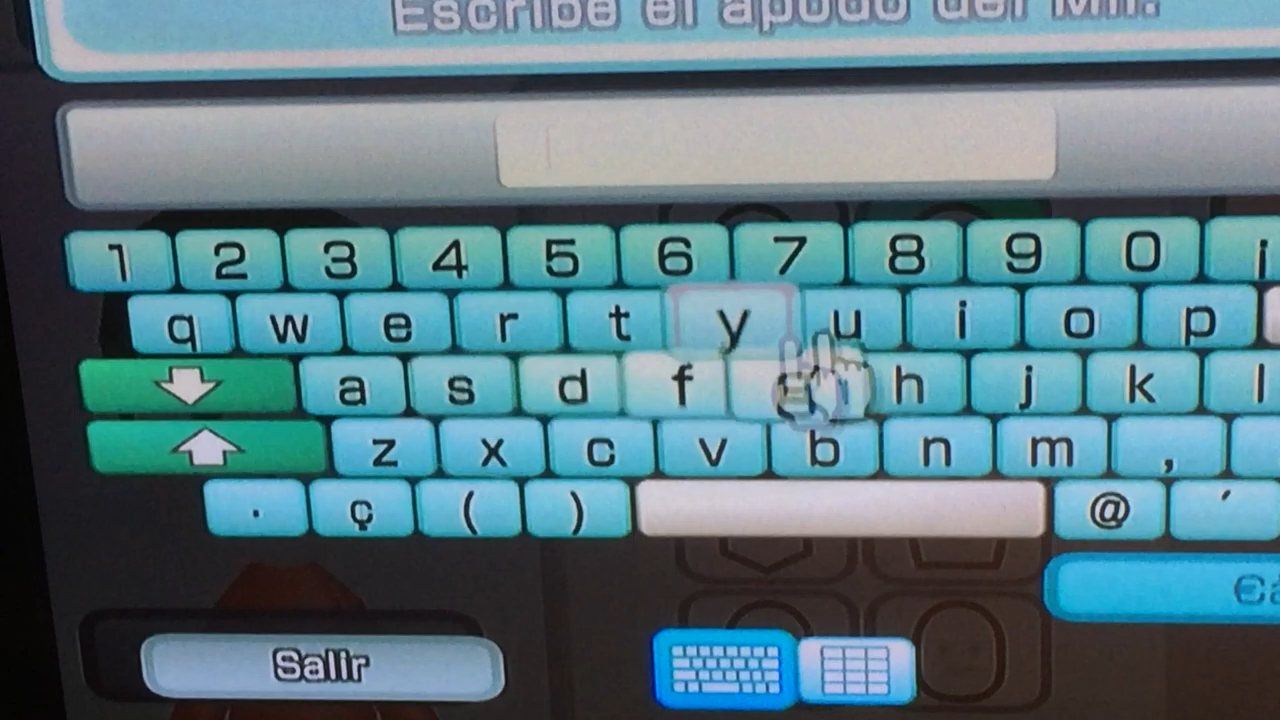 Escribe el apodo del Mii.
1 2 3 4 5 6 7 8 9 0
q w e r t y u i o p
a s d f h j k l
z x c v b n m ,
. ç ( ) @ ´
Salir